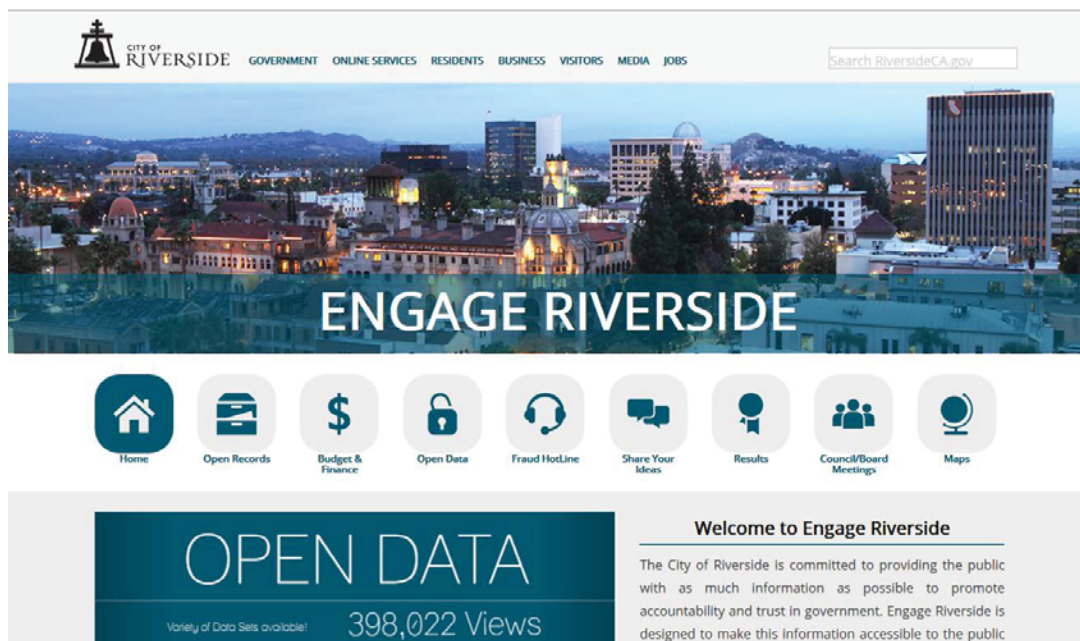 CITY OF
RIVERSIDE
GOVERNMENT ONLINE SERVICES RESIDENTS BUSINESS VISITORS MEDIA JOBS
Search RiversideCA.gov
ENGAGE RIVERSIDE
Home
Open Records
Budget &
Finance
Open Data
Fraud HotLine
Share Your
Ideas
Results
Council/Board
Meetings
Maps
OPEN DATA
Variety of Data Sets available!
398,022 Views
Welcome to Engage Riverside
The City of Riverside is committed to providing the public
with as much information as possible to promote
accountability and trust in government. Engage Riverside is
designed to make this information accessible to the public